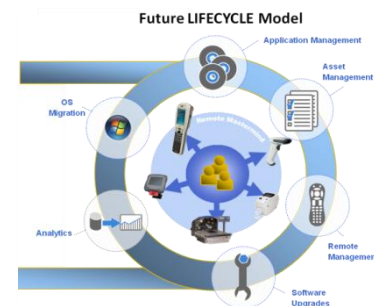 Future LIFECYCLE Model
Application Management
Asset
Management
OS
Migration
Remote Mastermind
Analytics
Remote
Managemer
Software
Upgrades